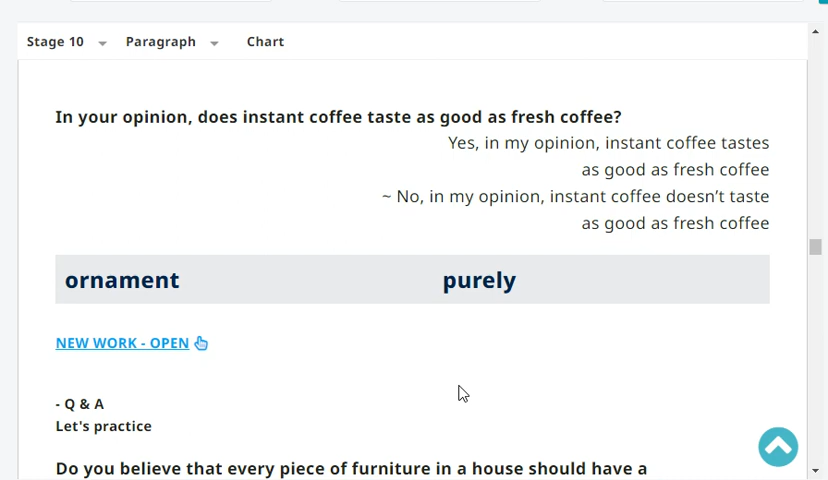 Stage 10 Paragraph Chart
In your opinion, does instant coffee taste as good as fresh coffee?
Yes, in my opinion, instant coffee tastes
as good as fresh coffee
~ No, in my opinion, instant coffee doesn’t taste
as good as fresh coffee
ornament purely
NEW WORK - OPEN
- Q & A
Let's practice
Do you believe that every piece of furniture in a house should have a